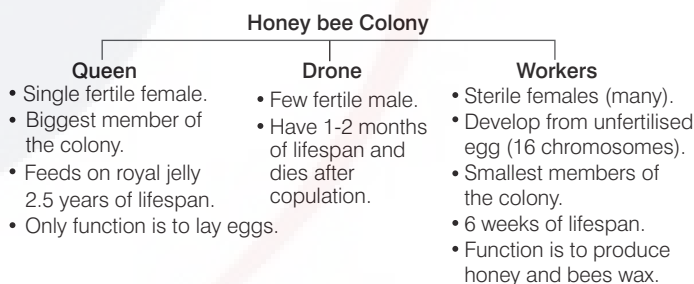 Honey bee Colony
Queen
• Single fertile female.
• Biggest member of
the colony.
• Feeds on royal jelly
2.5 years of lifespan.
• Only function is to lay eggs.
Drone
• Few fertile male.
• Have 1-2 months
of lifespan and
dies after
copulation.
Workers
• Sterile females (many).
• Develop from unfertilised
egg (16 chromosomes).
• Smallest members of
the colony.
• 6 weeks of lifespan.
• Function is to produce
honey and bees wax.